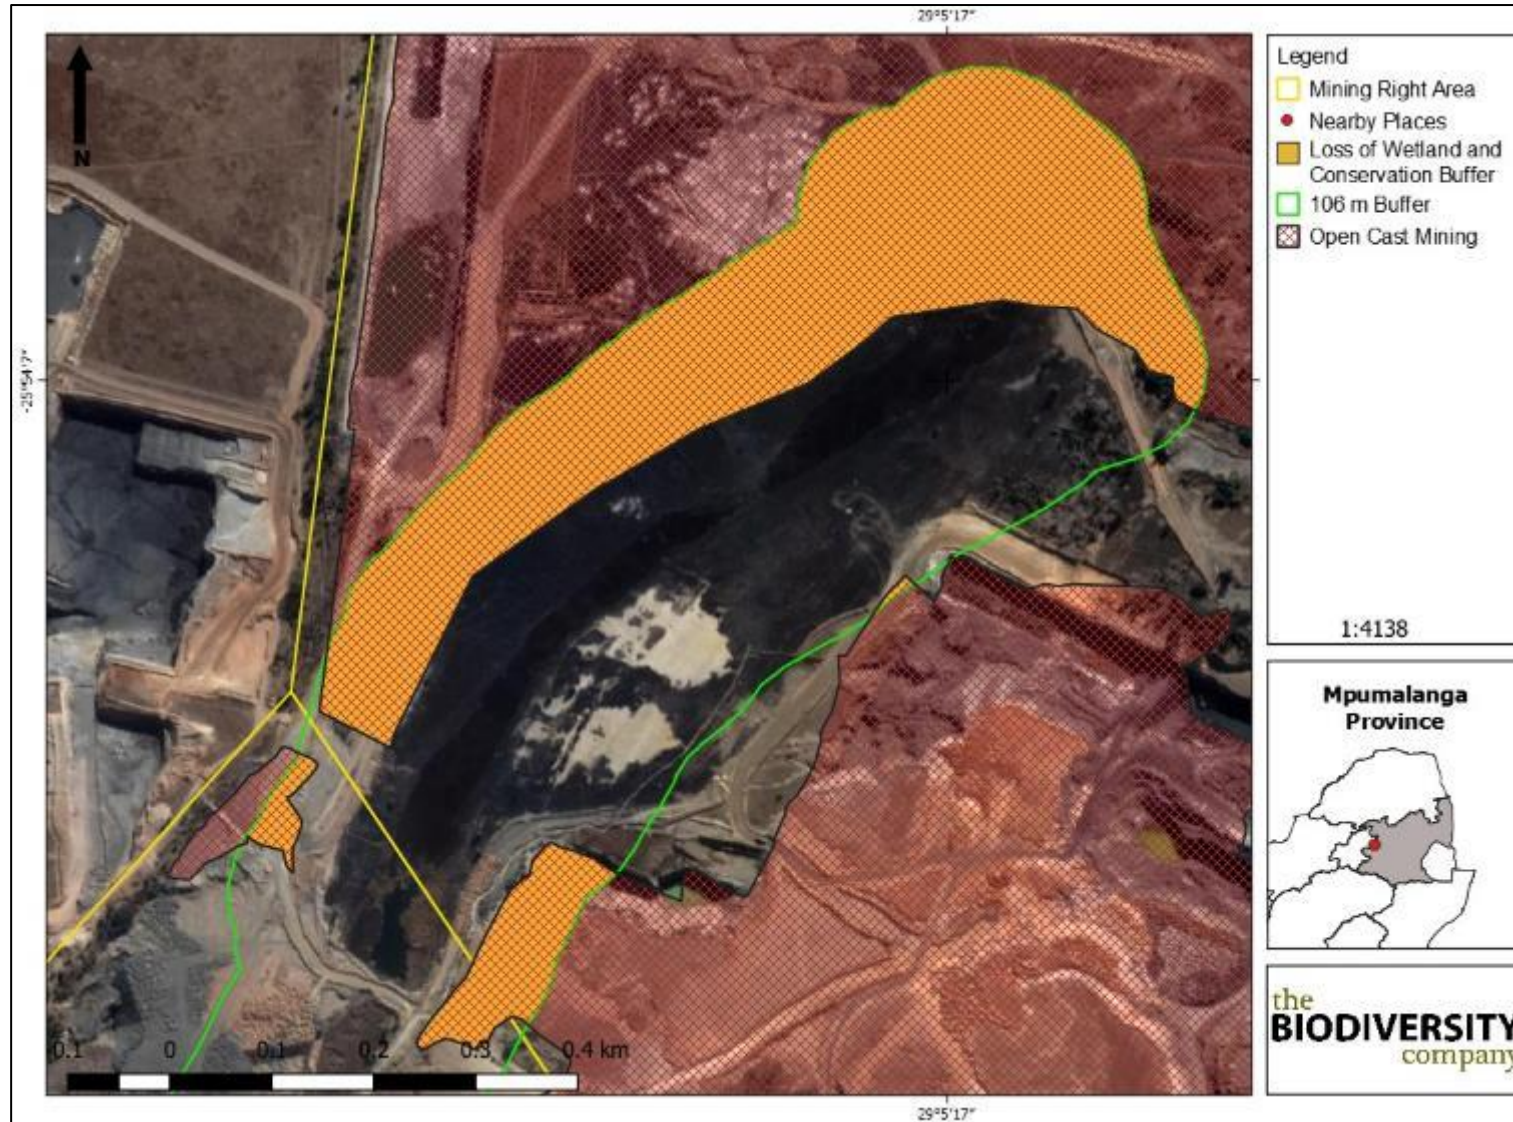 29°5'17"
N
-25°54'7"
0.1 0 0.1 0.2 0.3 0.4 km
29°5'17"
Legend
Mining Right Area
Nearby Places
Loss of Wetland and
Conservation Buffer
106 m Buffer
Open Cast Mining
1:4138
Mpumalanga
Province
the
BIODIVERSITY
company